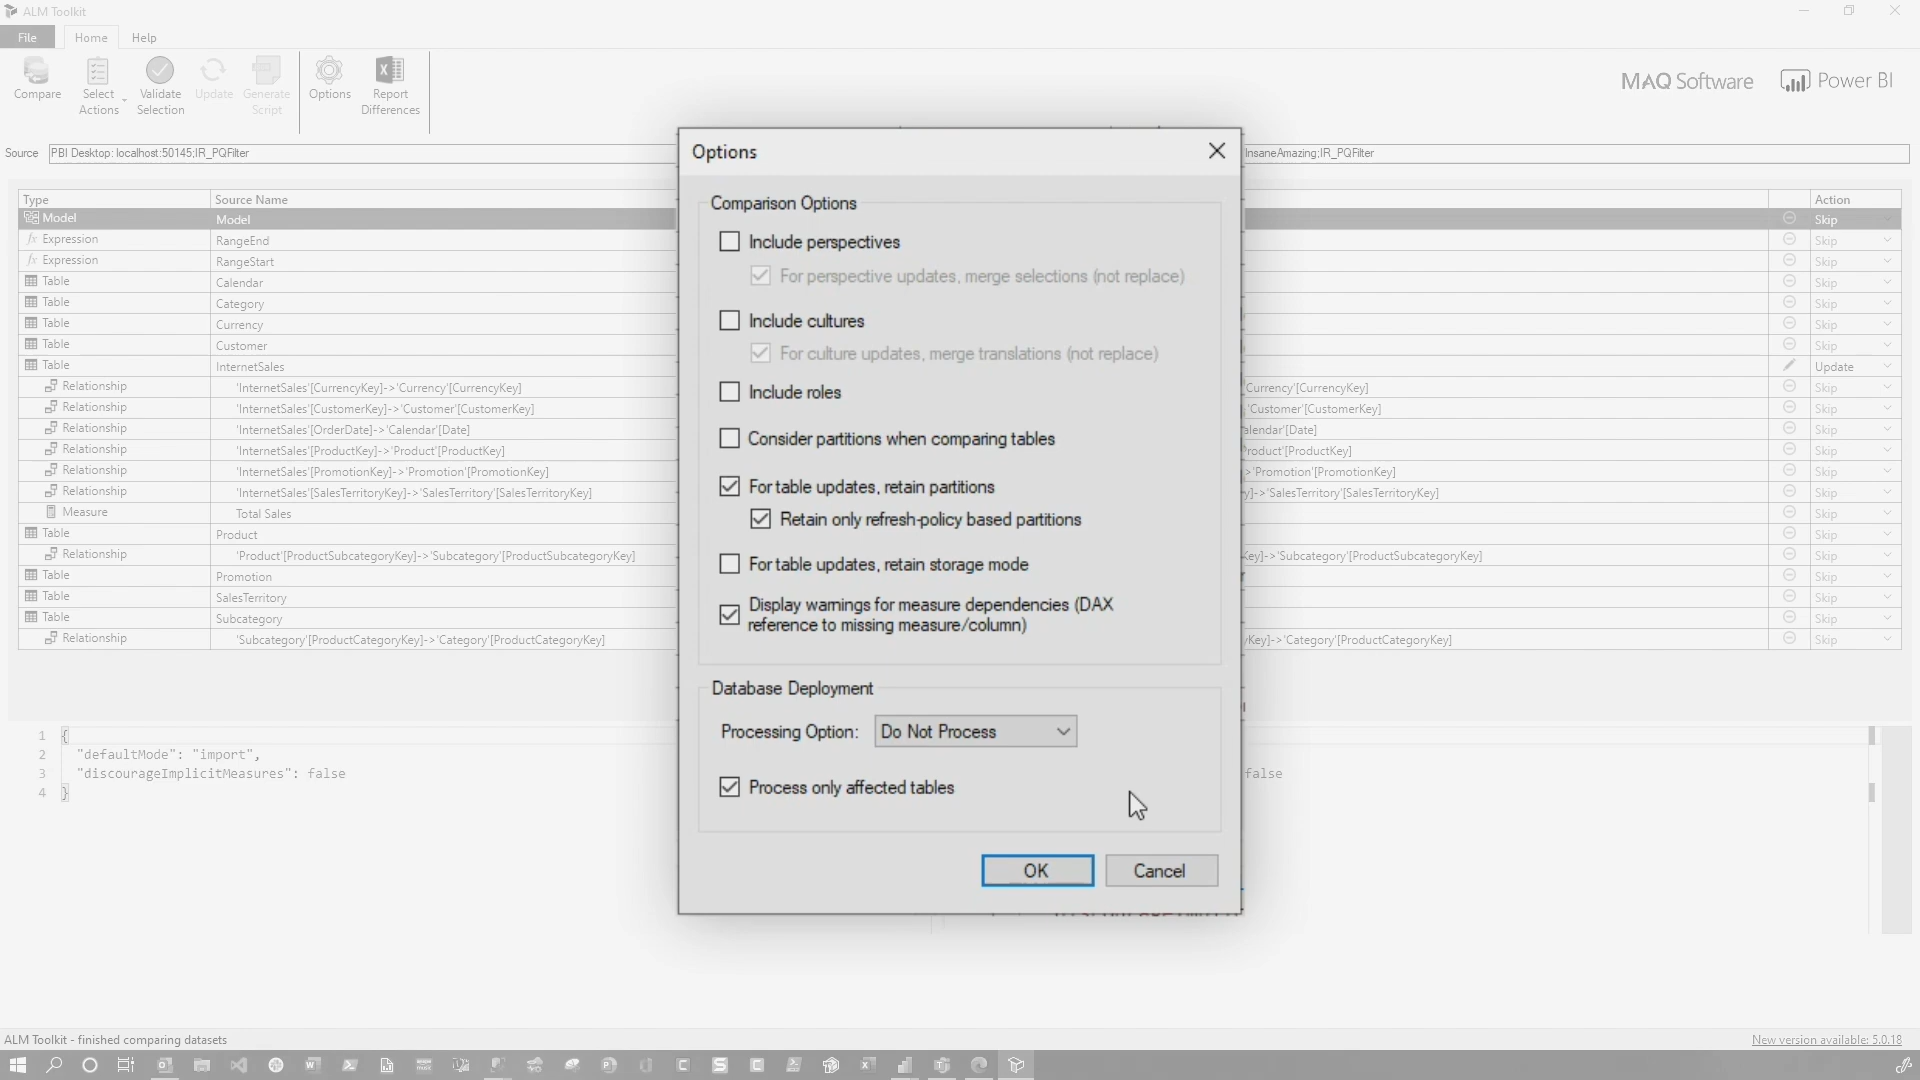 ALM Toolkit
File Home Help
Compare Select Actions Validate Selection Update Generate Script Options Report Differences
MAQ Software Power BI
Source PBI Desktop: localhost:50145;IR_PQFilter InsaneAmazing;IR_PQFilter
Type Source Name Action
Model Model Skip
Expression RangeEnd Skip
Expression RangeStart Skip
Table Calendar Skip
Table Category Skip
Table Currency Skip
Table Customer Skip
Table InternetSales Update
Relationship 'InternetSales'[CurrencyKey]->'Currency'[CurrencyKey] Currency'[CurrencyKey] Skip
Relationship 'InternetSales'[CustomerKey]->'Customer'[CustomerKey] 'Customer'[CustomerKey] Skip
Relationship 'InternetSales'[OrderDate]->'Calendar'[Date] alendar'[Date] Skip
Relationship 'InternetSales'[ProductKey]->'Product'[ProductKey] roduct'[ProductKey] Skip
Relationship 'InternetSales'[PromotionKey]->'Promotion'[PromotionKey] >'Promotion'[PromotionKey] Skip
Relationship 'InternetSales'[SalesTerritoryKey]->'SalesTerritory'[SalesTerritoryKey] y]->'SalesTerritory'[SalesTerritoryKey] Skip
Measure Total Sales Skip
Table Product Skip
Relationship 'Product'[ProductSubcategoryKey]->'Subcategory'[ProductSubcategoryKey] Key]->'Subcategory'[ProductSubcategoryKey] Skip
Table Promotion Skip
Table SalesTerritory Skip
Table Subcategory Skip
Relationship 'Subcategory'[ProductCategoryKey]->'Category'[ProductCategoryKey] yKey]->'Category'[ProductCategoryKey] Skip
1 {
2 "defaultMode": "import",
3 "discourageImplicitMeasures": false false
4 }
Options
Comparison Options
Include perspectives
For perspective updates, merge selections (not replace)
Include cultures
For culture updates, merge translations (not replace)
Include roles
Consider partitions when comparing tables
For table updates, retain partitions
Retain only refresh-policy based partitions
For table updates, retain storage mode
Display warnings for measure dependencies (DAX
reference to missing measure/column)
Database Deployment
Processing Option: Do Not Process
Process only affected tables
OK Cancel
ALM Toolkit - finished comparing datasets New version available: 5.0.18